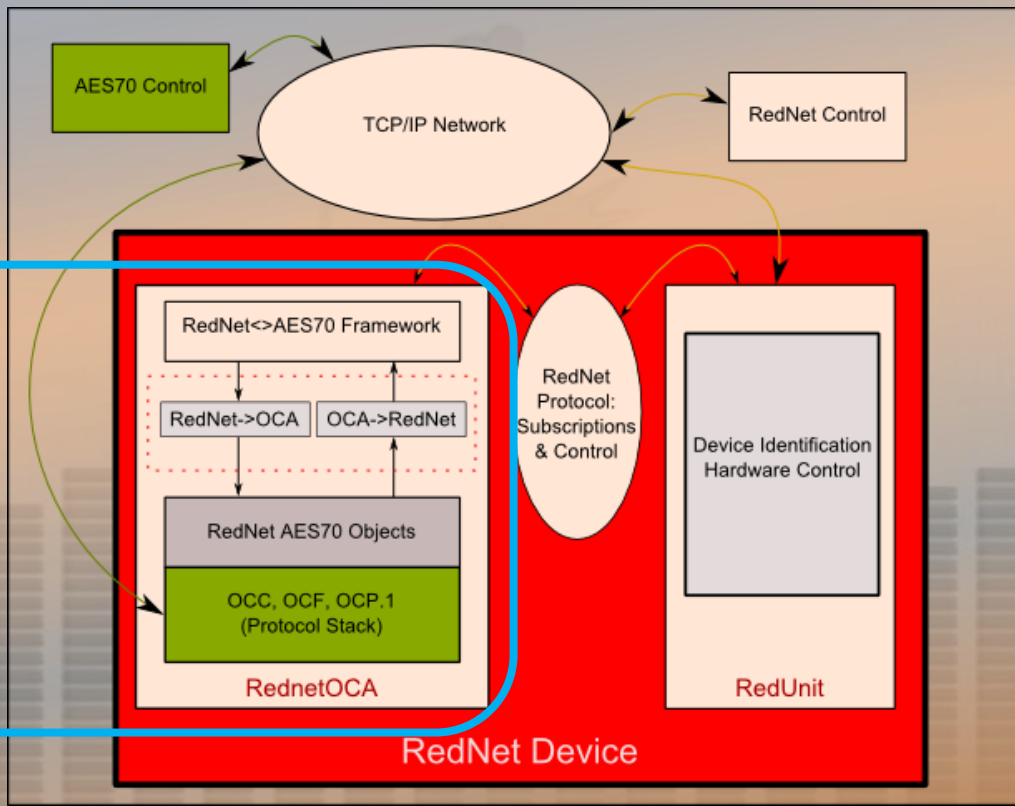 AES70 Control
TCP/IP Network
RedNet Control
RedNet<>AES70 Framework
RedNet->OCA
OCA->RedNet
RedNet AES70 Objects
OCC, OCF, OCP.1
(Protocol Stack)
RednetOCA
RedNet
Protocol:
Subscriptions
& Control
Device Identification
Hardware Control
RedUnit
RedNet Device